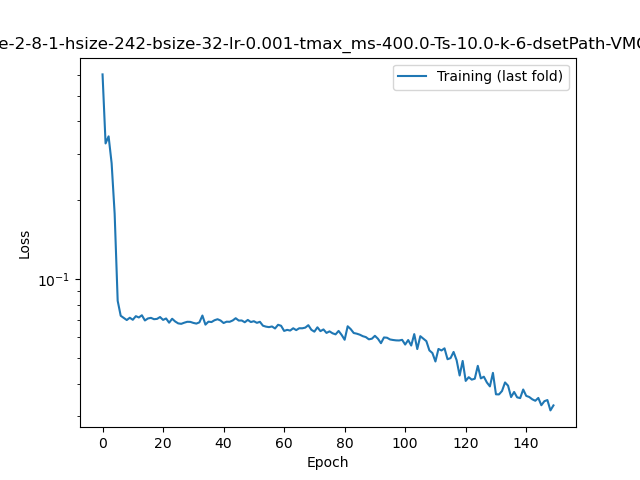 e-2-8-1-hsize-242-bsize-32-lr-0.001-tmax_ms-400.0-Ts-10.0-k-6-dsetPath-VMC
Training (last fold)
Loss
10⁻¹
0 20 40 60 80 100 120 140
Epoch